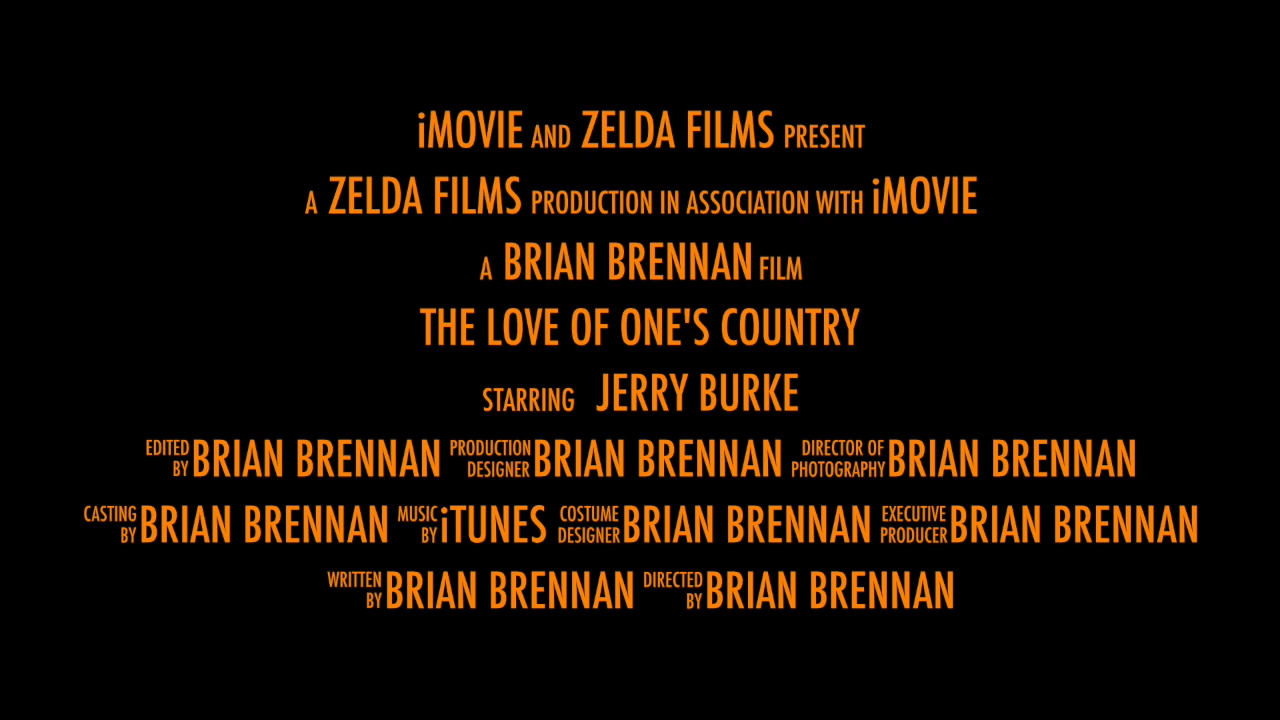 iMOVIE AND ZELDA FILMS PRESENT
A ZELDA FILMS PRODUCTION IN ASSOCIATION WITH iMOVIE
A BRIAN BRENNAN FILM
THE LOVE OF ONE'S COUNTRY
STARRING JERRY BURKE
EDITED BY BRIAN BRENNAN PRODUCTION DESIGNER BRIAN BRENNAN DIRECTOR OF PHOTOGRAPHY BRIAN BRENNAN
CASTING BY BRIAN BRENNAN MUSIC BY iTUNES COSTUME DESIGNER BRIAN BRENNAN EXECUTIVE PRODUCER BRIAN BRENNAN
WRITTEN BY BRIAN BRENNAN DIRECTED BY BRIAN BRENNAN